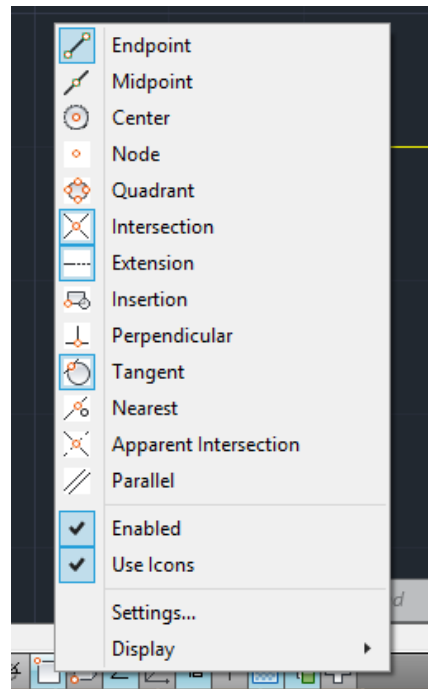 Endpoint
Midpoint
Center
Node
Quadrant
Intersection
Extension
Insertion
Perpendicular
Tangent
Nearest
Apparent Intersection
Parallel
Enabled
Use Icons
Settings...
d
Display